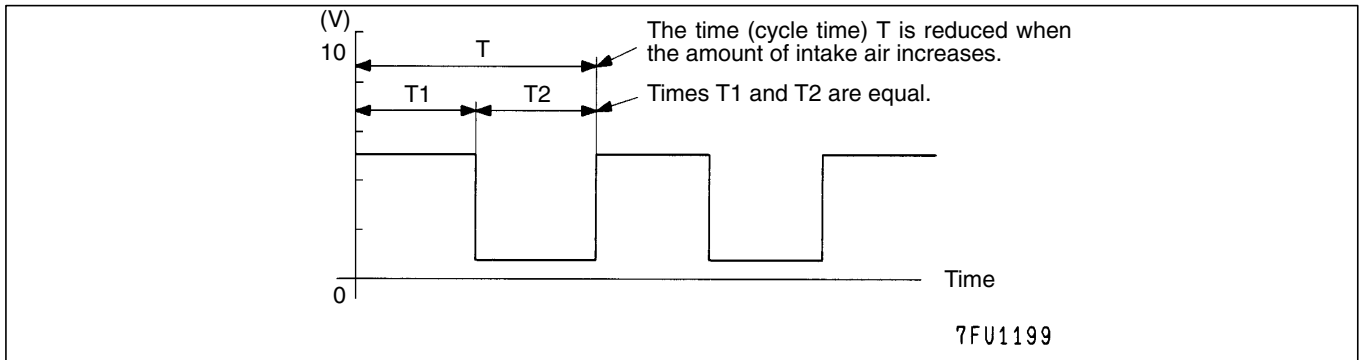 (V)
10
T
The time (cycle time) T is reduced when
the amount of intake air increases.
T1
T2
Times T1 and T2 are equal.
0
Time
7FU1199